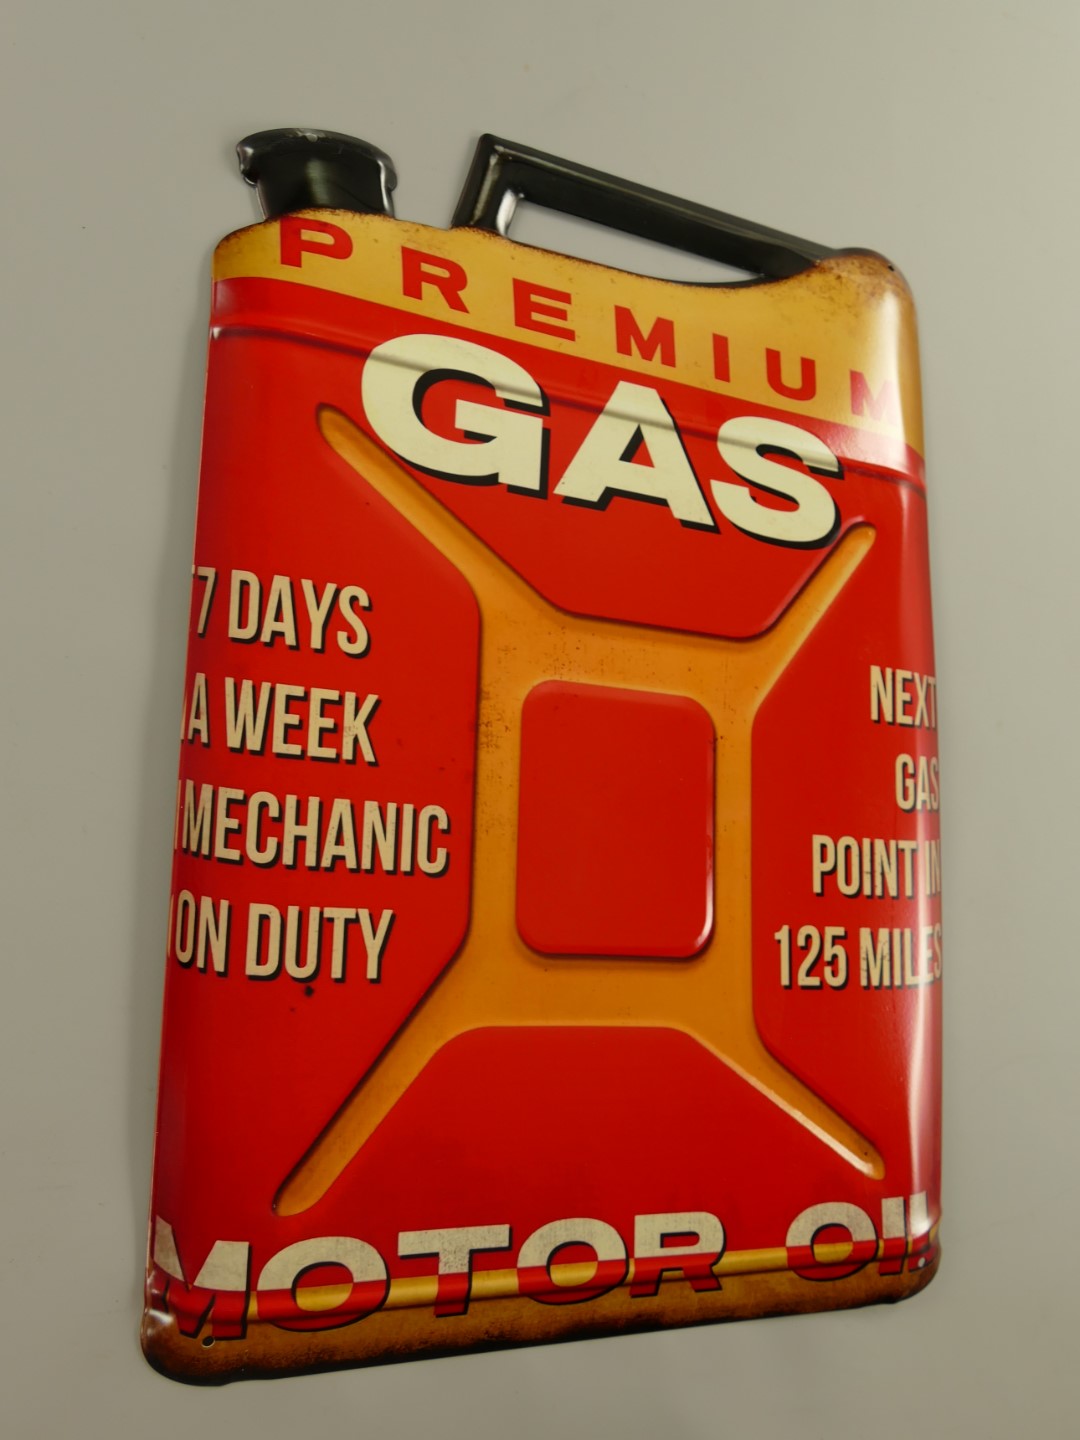 PREMIUM
GAS
7 DAYS
A WEEK
MECHANIC
ON DUTY
NEXT
GAS
POINT IN
125 MILES
MOTOR OIL